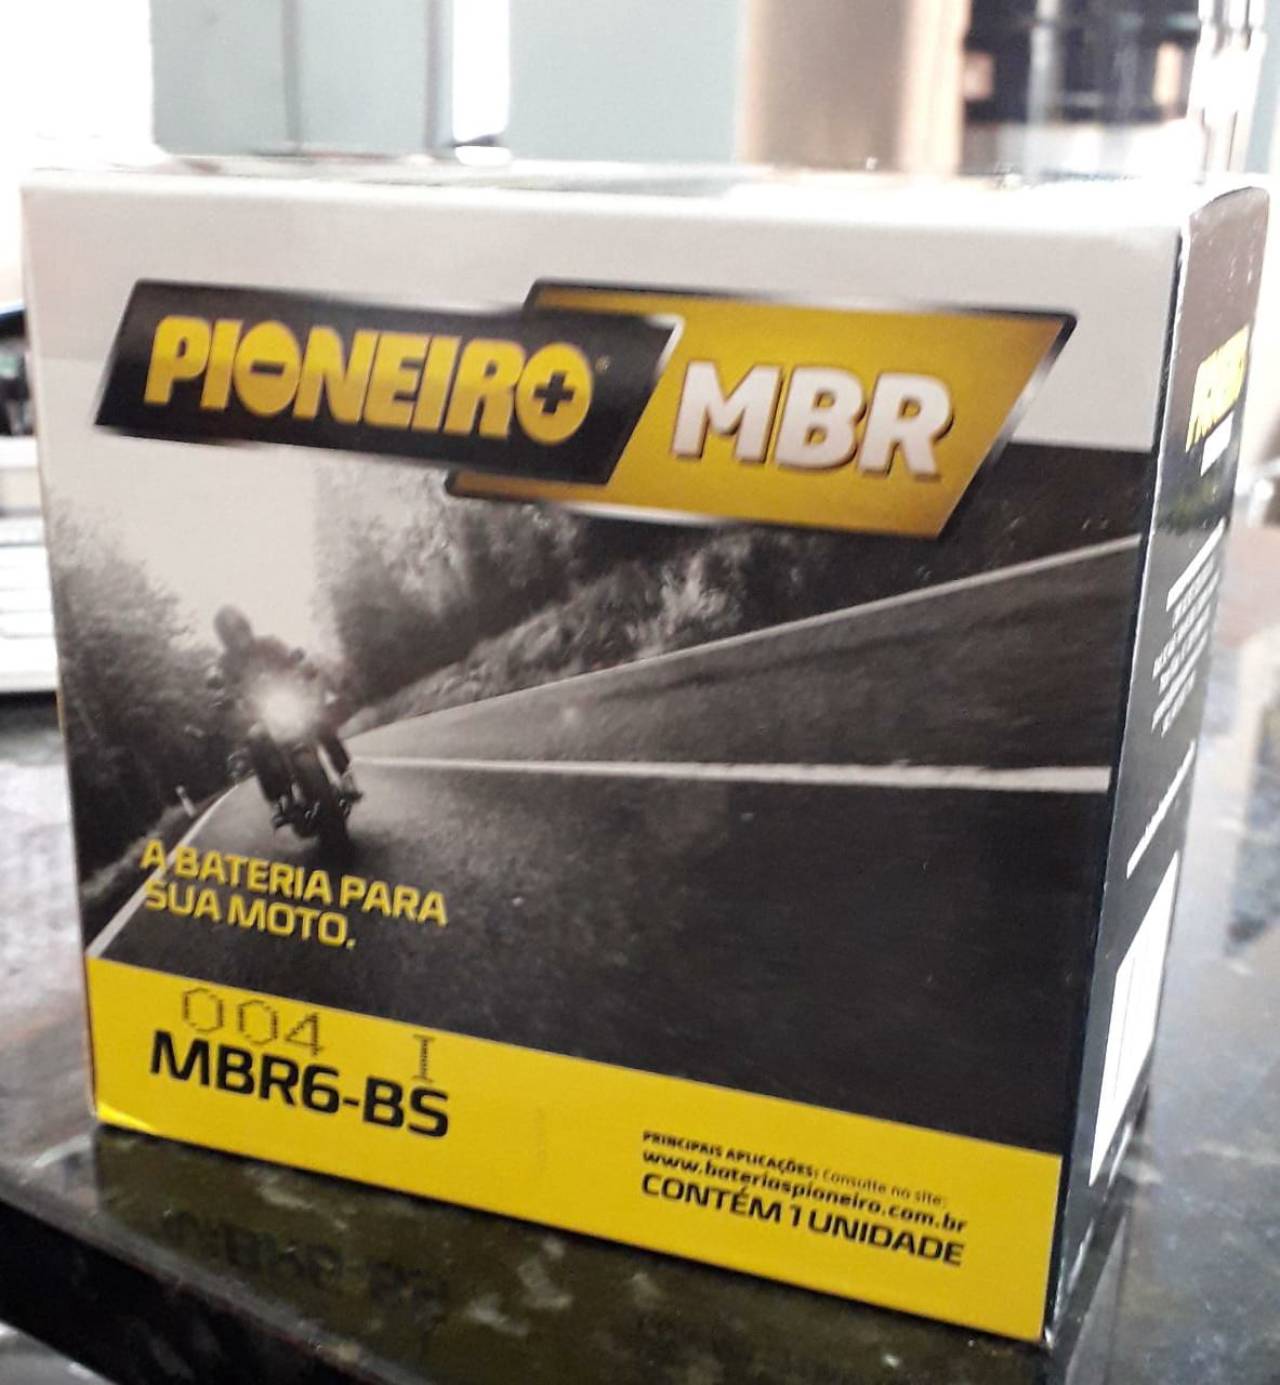 PIONEIRO MBR
A BATERIA PARA
SUA MOTO.
004 I
MBR6-BS
PRINCIPAIS APLICAÇÕES: Consulte no site:
www.bateriaspioneiro.com.br
CONTÉM 1 UNIDADE
PIONEIRO